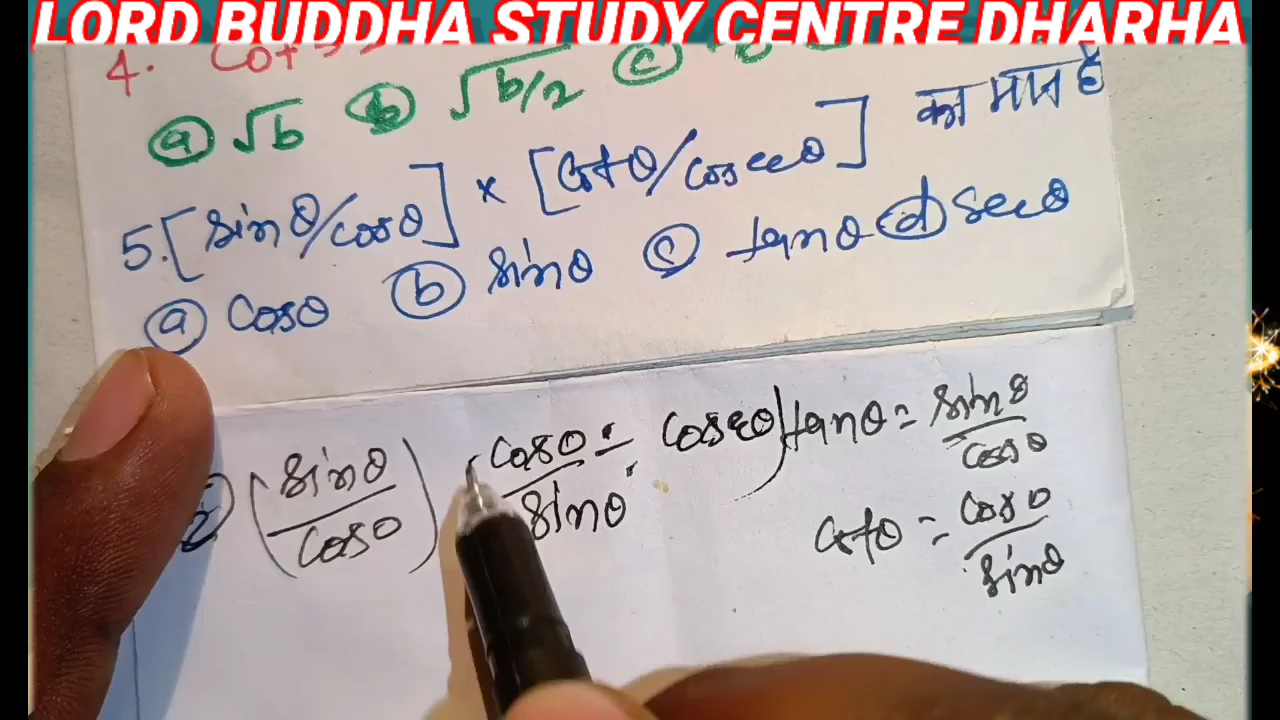 LORD BUDDHA STUDY CENTRE DHARHA
4. Cot
ⓐ √b ⓑ √b/2 ⓒ
5. [sinθ/cosθ] × [cotθ/cosecθ] का मान है
ⓐ cosθ ⓑ sinθ ⓒ tanθ ⓓ secθ
(sinθ/cosθ) cosθ/sinθ ÷ cosecθ) tanθ = sinθ/cosθ
cotθ = cosθ/sinθ